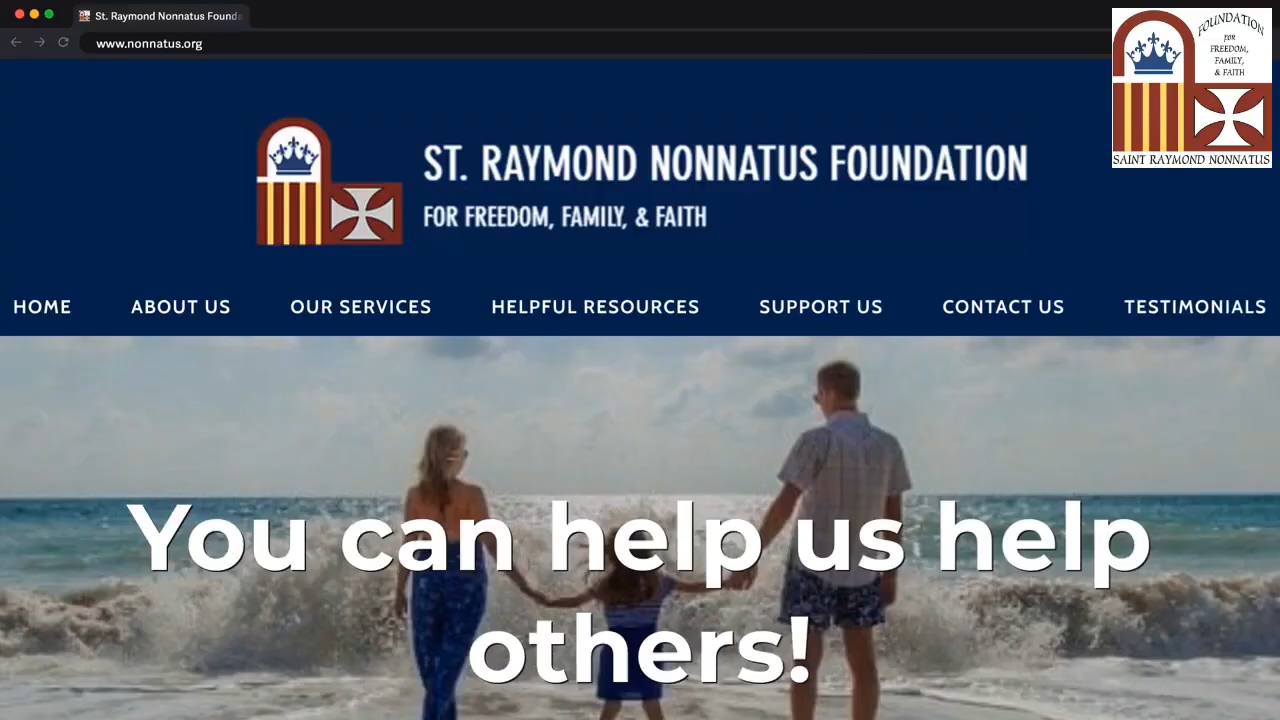 St. Raymond Nonnatus Founda
www.nonnatus.org
FOUNDATION
for
FREEDOM,
FAMILY,
& FAITH
SAINT RAYMOND NONNATUS
ST. RAYMOND NONNATUS FOUNDATION
FOR FREEDOM, FAMILY, & FAITH
HOME ABOUT US OUR SERVICES HELPFUL RESOURCES SUPPORT US CONTACT US TESTIMONIALS
You can help us help
others!